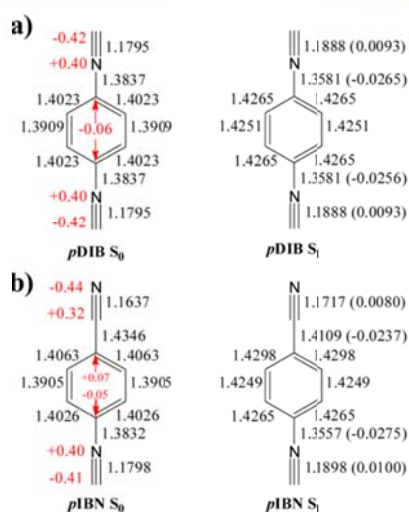 a)
-0.42 1.1795 1.1888 (0.0093)
+0.40 N N
1.3837 1.3581 (-0.0265)
1.4023 1.4023 1.4265 1.4265
1.3909 -0.06 1.3909 1.4251 1.4251
1.4023 1.4023 1.4265 1.4265
1.3837 1.3581 (-0.0256)
+0.40 N N
-0.42 1.1795 1.1888 (0.0093)
pDIB S0 pDIB S1
b)
-0.44 N N
1.1637 1.1717 (0.0080)
+0.32
1.4346 1.4109 (-0.0237)
1.4063 1.4063 1.4298 1.4298
1.3905 +0.07 1.3905 1.4249 1.4249
-0.05
1.4026 1.4026 1.4265 1.4265
1.3832 1.3557 (-0.0275)
+0.40 N N
-0.41 1.1798 1.1898 (0.0100)
pIBN S0 pIBN S1